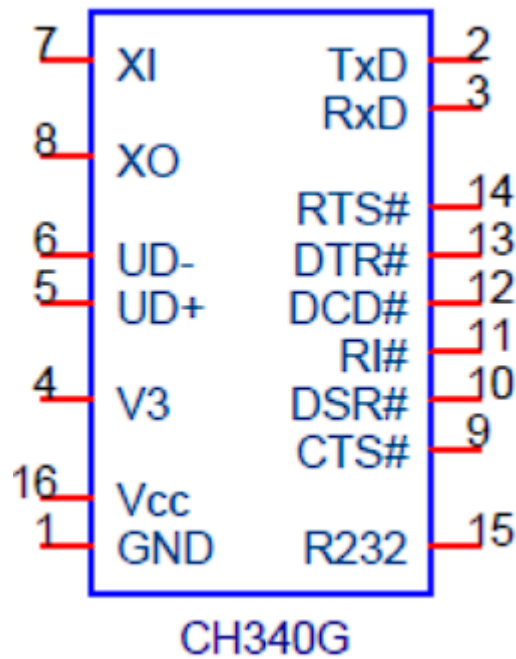 7 XI TxD 2
RxD 3
8 XO
RTS# 14
6 UD- DTR# 13
5 UD+ DCD# 12
RI# 11
4 V3 DSR# 10
CTS# 9
16 Vcc
1 GND R232 15
CH340G